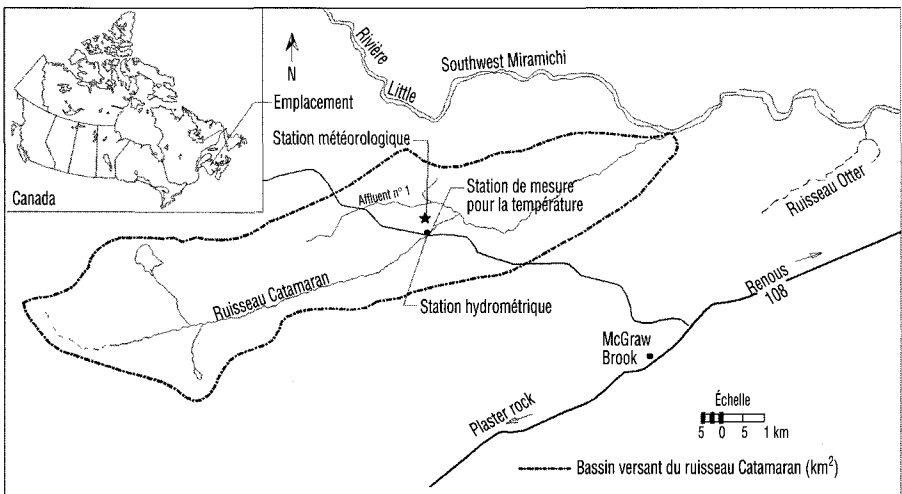 Canada
Emplacement
N
Rivière
Little
Southwest Miramichi
Station météorologique
Affluent n° 1
Station de mesure
pour la température
Ruisseau Otter
Ruisseau Catamaran
Station hydrométrique
Renous
108
McGraw
Brook
Plaster rock
Échelle
5 0 5 1 km
Bassin versant du ruisseau Catamaran (km²)